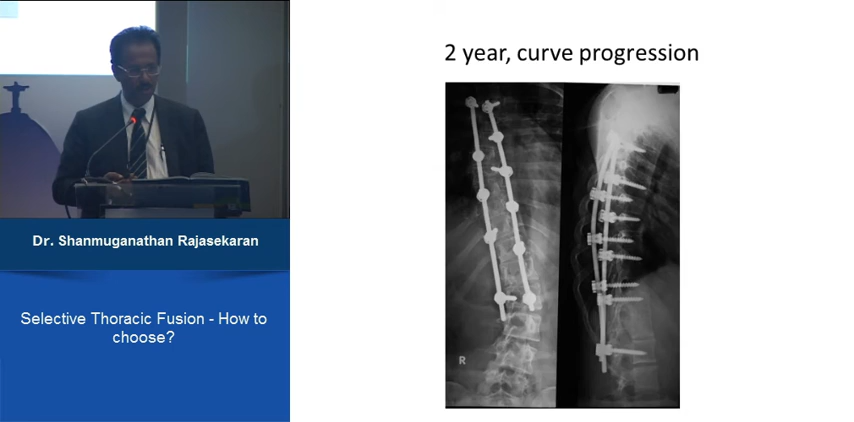 2 year, curve progression
R
Dr. Shanmuganathan Rajasekaran
Selective Thoracic Fusion - How to
choose?